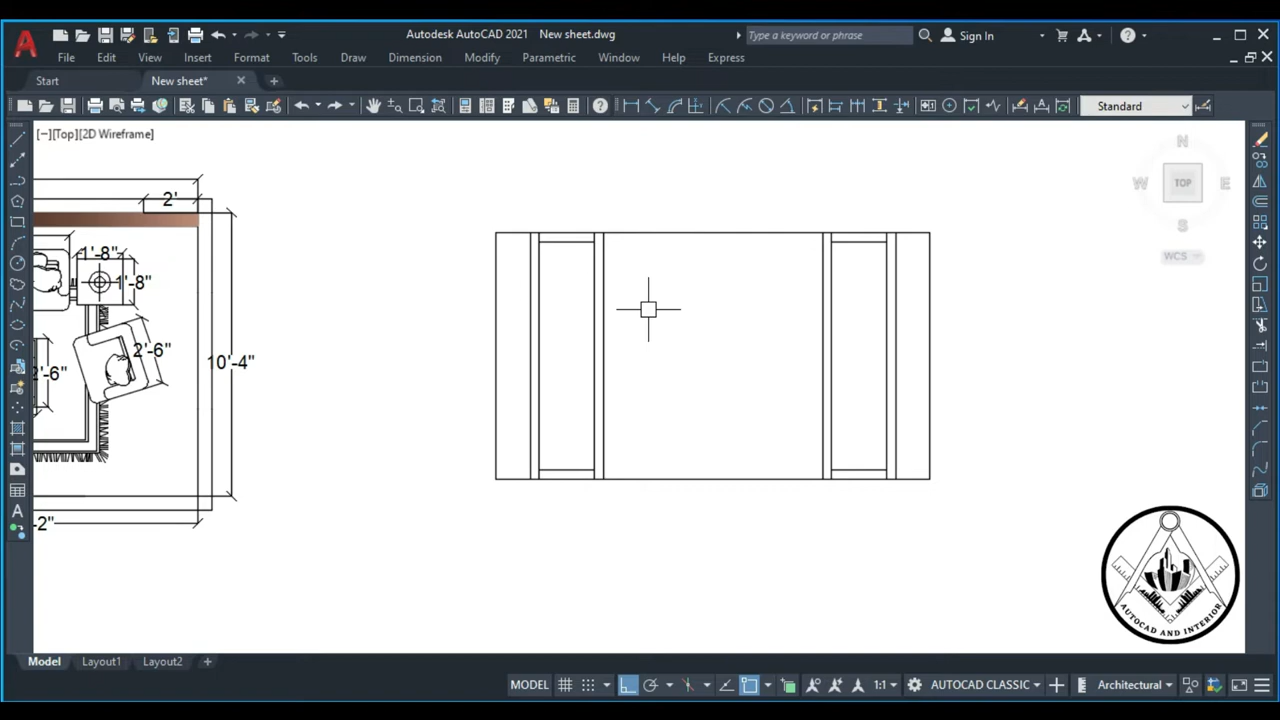 Autodesk AutoCAD 2021 New sheet.dwg
Type a keyword or phrase
Sign In
File Edit View Insert Format Tools Draw Dimension Modify Parametric Window Help Express
Start New sheet*
Standard
[−][Top][2D Wireframe]
N
W TOP E
S
WCS
2'
1'-8"
1'-8"
2'-6"
10'-4"
2'-6"
-2"
AUTOCAD AND INTERIOR
Model Layout1 Layout2 +
MODEL 1:1 AUTOCAD CLASSIC Architectural